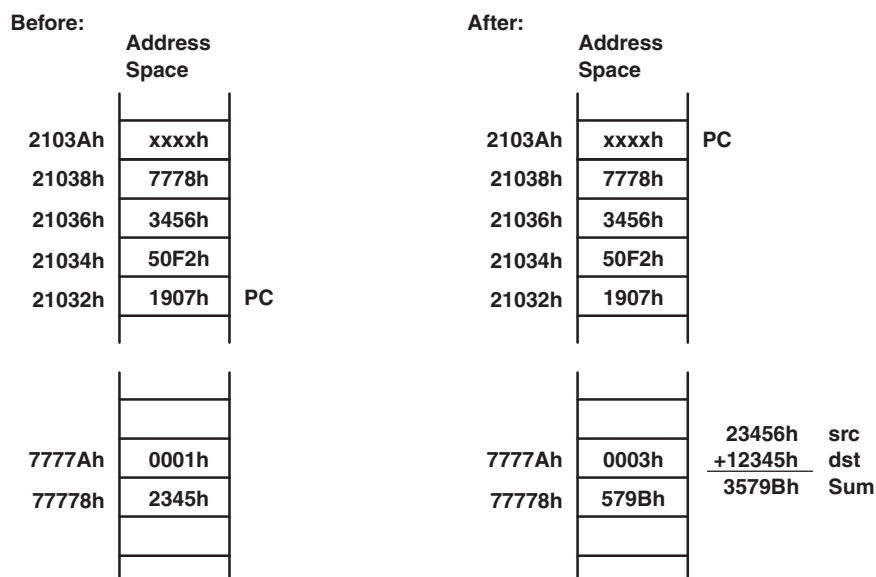 Before:
Address
Space
2103Ah xxxxh
21038h 7778h
21036h 3456h
21034h 50F2h
21032h 1907h PC
7777Ah 0001h
77778h 2345h
After:
Address
Space
2103Ah xxxxh PC
21038h 7778h
21036h 3456h
21034h 50F2h
21032h 1907h
7777Ah 0003h
77778h 579Bh
23456h src
+12345h dst
3579Bh Sum